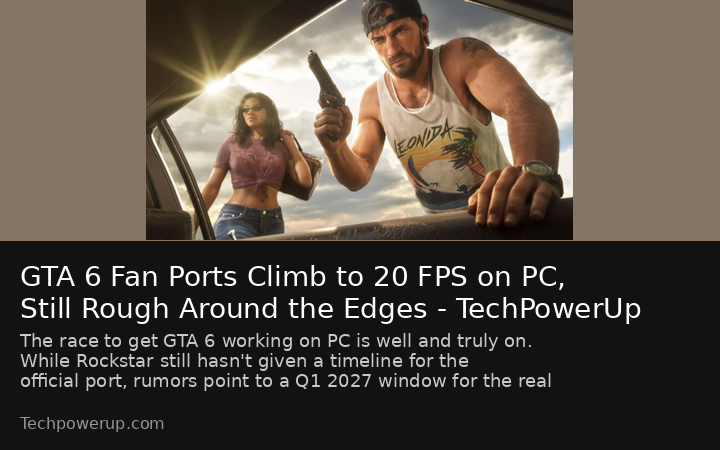 LEONIDA
GTA 6 Fan Ports Climb to 20 FPS on PC,
Still Rough Around the Edges - TechPowerUp
The race to get GTA 6 working on PC is well and truly on.
While Rockstar still hasn't given a timeline for the
official port, rumors point to a Q1 2027 window for the real
Techpowerup.com